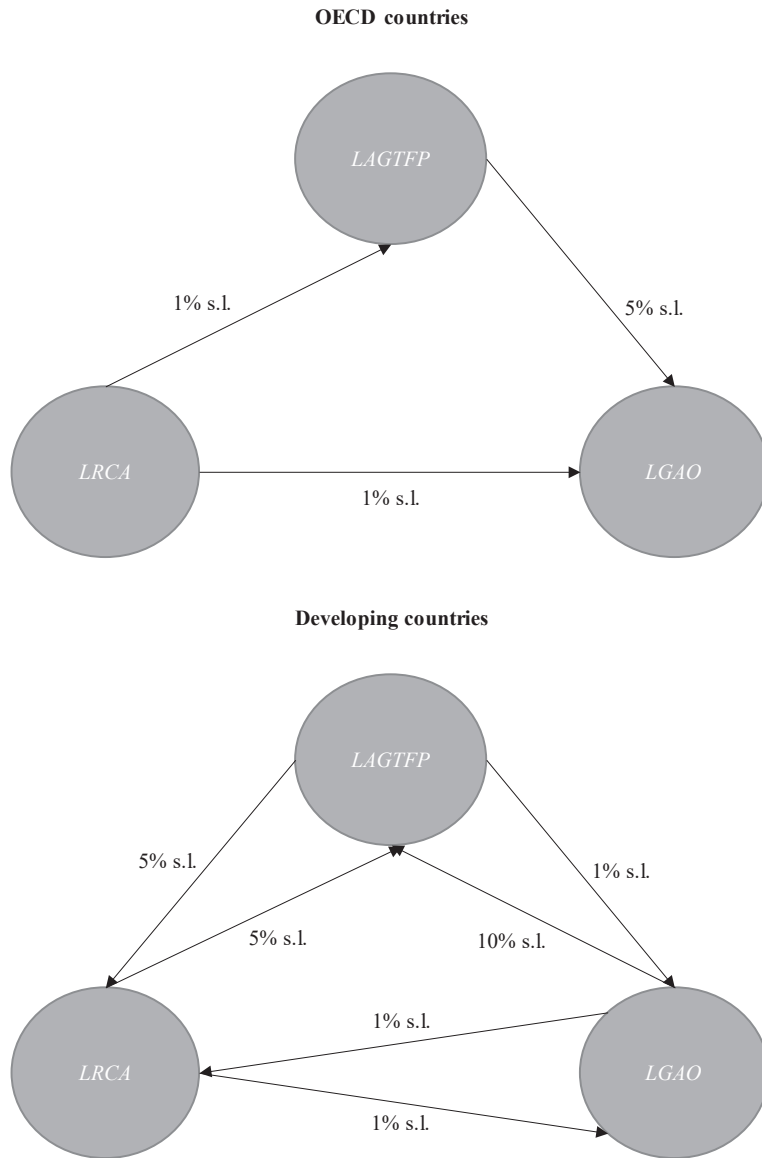 OECD countries
LAGTFP
1% s.l.
5% s.l.
LRCA
LGAO
1% s.l.
Developing countries
LAGTFP
5% s.l.
1% s.l.
5% s.l.
10% s.l.
1% s.l.
LRCA
LGAO
1% s.l.